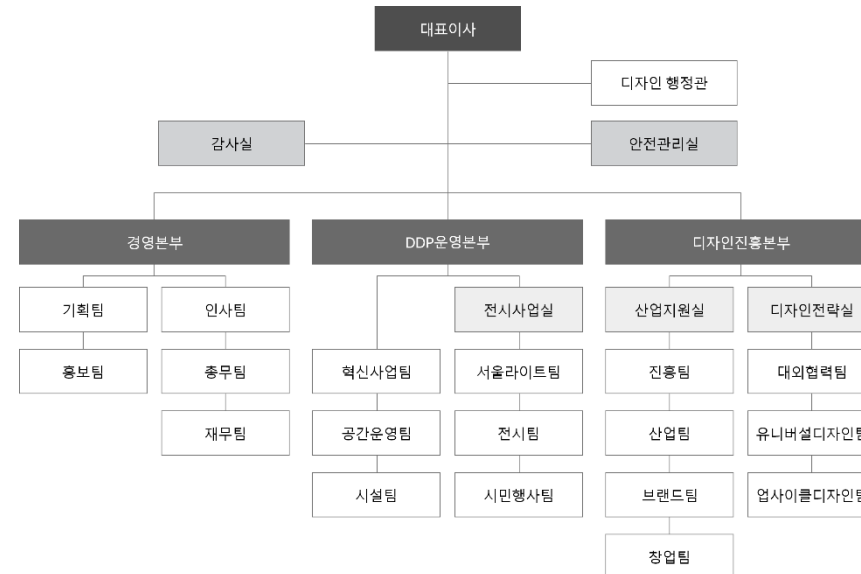 대표이사
디자인 행정관
감사실
안전관리실
경영본부
DDP운영본부
디자인진흥본부
기획팀
인사팀
전시사업실
산업지원실
디자인전략실
홍보팀
총무팀
혁신사업팀
서울라이트팀
진흥팀
대외협력팀
재무팀
공간운영팀
전시팀
산업팀
유니버설디자인팀
시설팀
시민행사팀
브랜드팀
업사이클디자인팀
창업팀